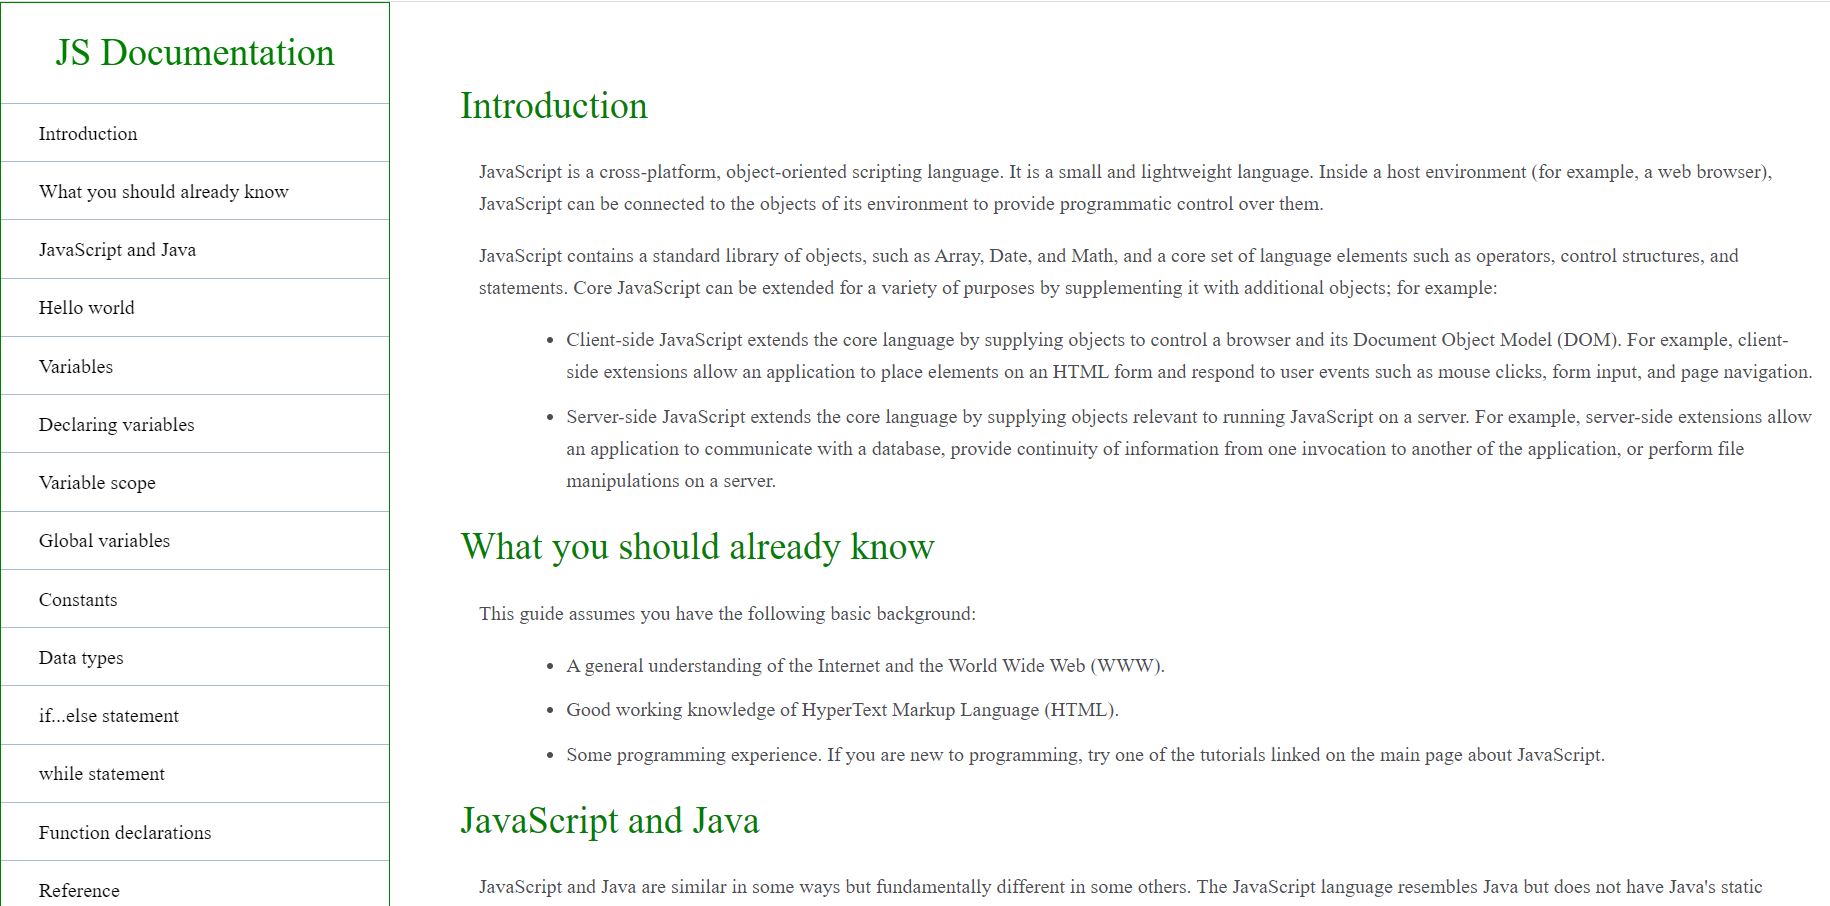 JS Documentation
Introduction
What you should already know
JavaScript and Java
Hello world
Variables
Declaring variables
Variable scope
Global variables
Constants
Data types
if...else statement
while statement
Function declarations
Reference
Introduction
JavaScript is a cross-platform, object-oriented scripting language. It is a small and lightweight language. Inside a host environment (for example, a web browser),
JavaScript can be connected to the objects of its environment to provide programmatic control over them.
JavaScript contains a standard library of objects, such as Array, Date, and Math, and a core set of language elements such as operators, control structures, and
statements. Core JavaScript can be extended for a variety of purposes by supplementing it with additional objects; for example:
• Client-side JavaScript extends the core language by supplying objects to control a browser and its Document Object Model (DOM). For example, client-
side extensions allow an application to place elements on an HTML form and respond to user events such as mouse clicks, form input, and page navigation.
• Server-side JavaScript extends the core language by supplying objects relevant to running JavaScript on a server. For example, server-side extensions allow
an application to communicate with a database, provide continuity of information from one invocation to another of the application, or perform file
manipulations on a server.
What you should already know
This guide assumes you have the following basic background:
• A general understanding of the Internet and the World Wide Web (WWW).
• Good working knowledge of HyperText Markup Language (HTML).
• Some programming experience. If you are new to programming, try one of the tutorials linked on the main page about JavaScript.
JavaScript and Java
JavaScript and Java are similar in some ways but fundamentally different in some others. The JavaScript language resembles Java but does not have Java's static